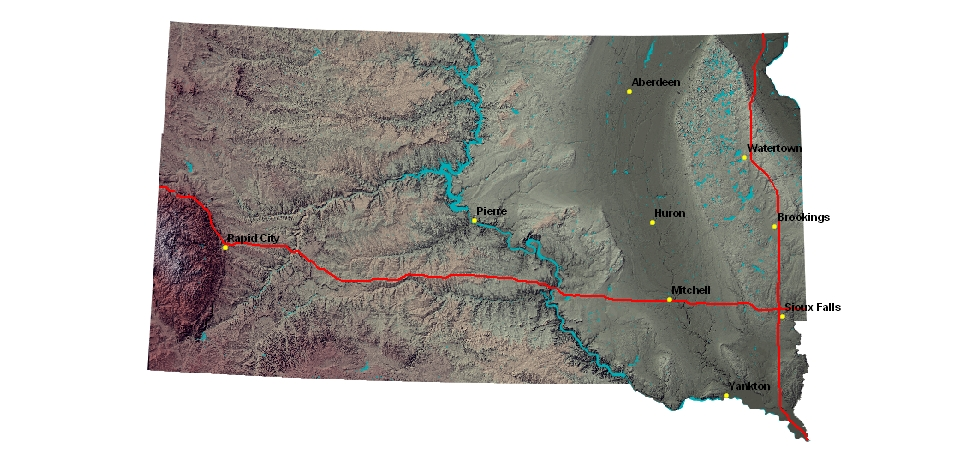 Aberdeen
Watertown
Pierre
Huron
Brookings
Rapid City
Mitchell
Sioux Falls
Yankton